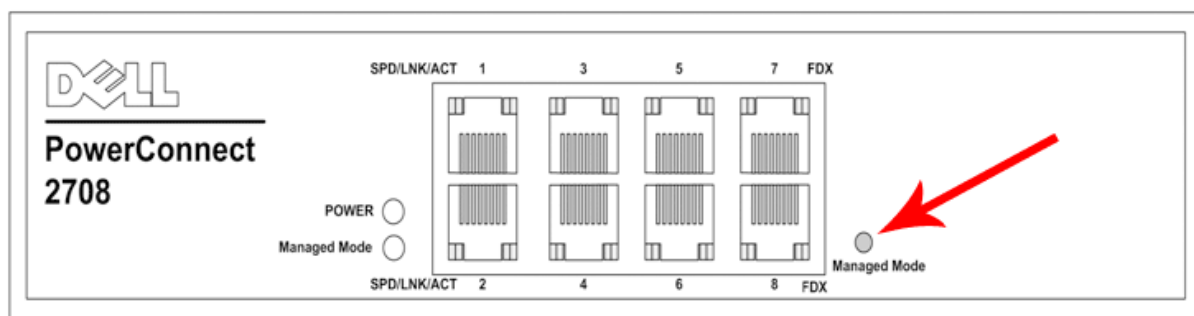 DELL
PowerConnect
2708
SPD/LNK/ACT 1 3 5 7 FDX
POWER
Managed Mode
SPD/LNK/ACT 2 4 6 8 FDX
Managed Mode